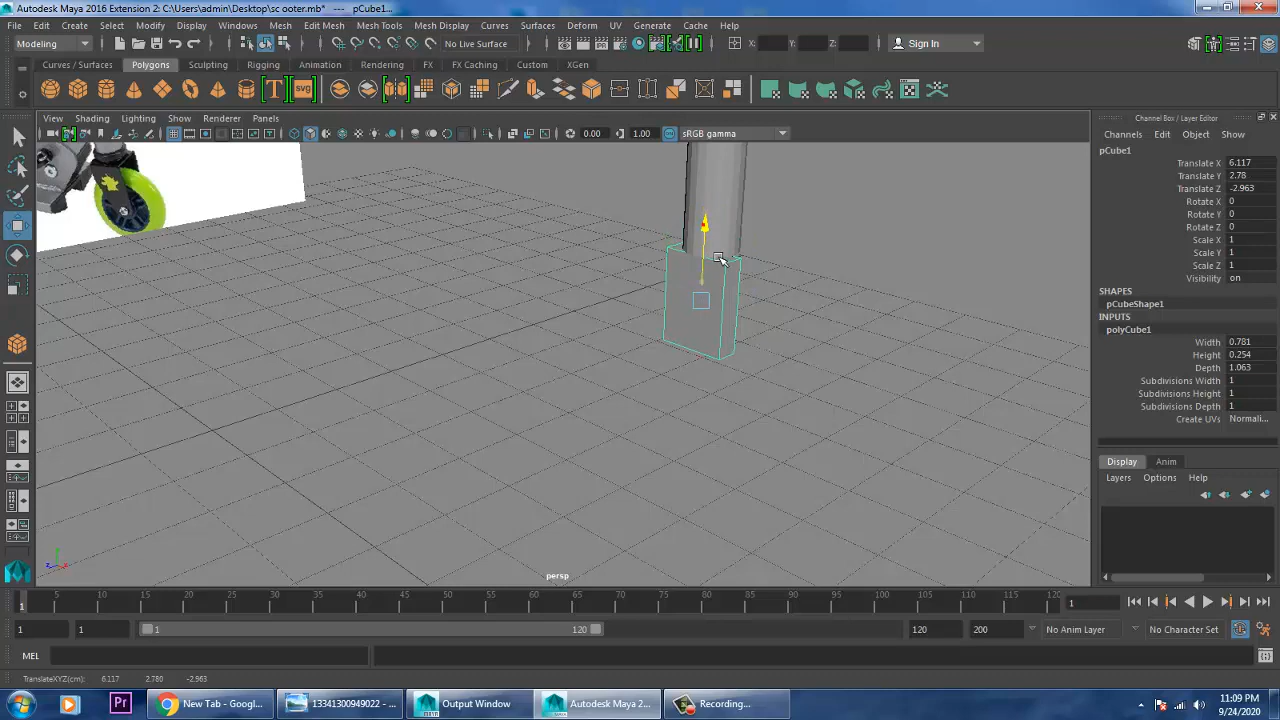 Autodesk Maya 2016 Extension 2: C:\Users\admin\Desktop\sc ooter.mb* --- pCube1...
File Edit Create Select Modify Display Windows Mesh Edit Mesh Mesh Tools Mesh Display Curves Surfaces Deform UV Generate Cache Help
Modeling No Live Surface X: Y: Z: Sign In
Curves / Surfaces Polygons Sculpting Rigging Animation Rendering FX FX Caching Custom XGen
T svg
View Shading Lighting Show Renderer Panels
0.00 1.00 sRGB gamma
Channel Box / Layer Editor
Channels Edit Object Show
pCube1
Translate X 6.117
Translate Y 2.78
Translate Z -2.963
Rotate X 0
Rotate Y 0
Rotate Z 0
Scale X 1
Scale Y 1
Scale Z 1
Visibility on
SHAPES
pCubeShape1
INPUTS
polyCube1
Width 0.781
Height 0.254
Depth 1.063
Subdivisions Width 1
Subdivisions Height 1
Subdivisions Depth 1
Create UVs Normali...
Display Anim
Layers Options Help
persp
1 5 10 15 20 25 30 35 40 45 50 55 60 65 70 75 80 85 90 95 100 105 110 115 120 1
1 1 1 120 120 200 No Anim Layer No Character Set
MEL
TranslateXYZ(cm): 6.117 2.780 -2.963
Pr New Tab - Googl... 13341300949022 - ... Output Window Autodesk Maya 2... Recording... 11:09 PM
9/24/2020